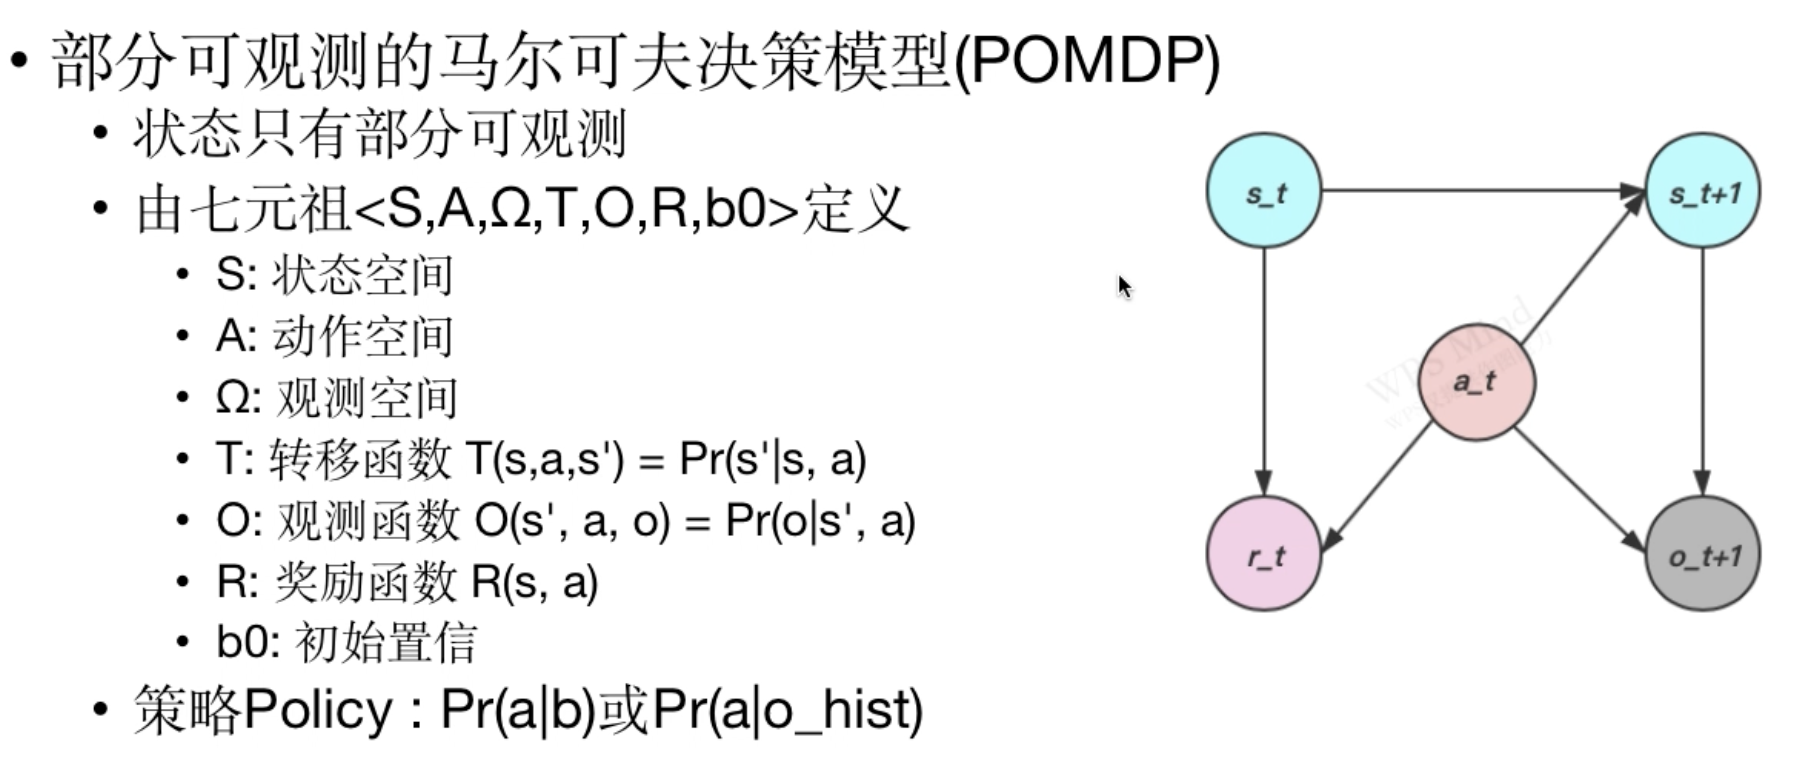 • 部分可观测的马尔可夫决策模型(POMDP)
• 状态只有部分可观测
• 由七元祖<S,A,Ω,T,O,R,b0>定义
• S: 状态空间
• A: 动作空间
• Ω: 观测空间
• T: 转移函数 T(s,a,s') = Pr(s'|s, a)
• O: 观测函数 O(s', a, o) = Pr(o|s', a)
• R: 奖励函数 R(s, a)
• b0: 初始置信
• 策略Policy : Pr(a|b)或Pr(a|o_hist)
s_t
s_t+1
a_t
r_t
o_t+1
WPS Mind